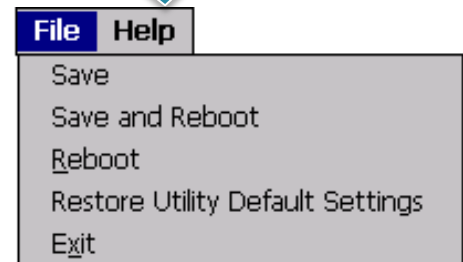 File Help
Save
Save and Reboot
Reboot
Restore Utility Default Settings
Exit